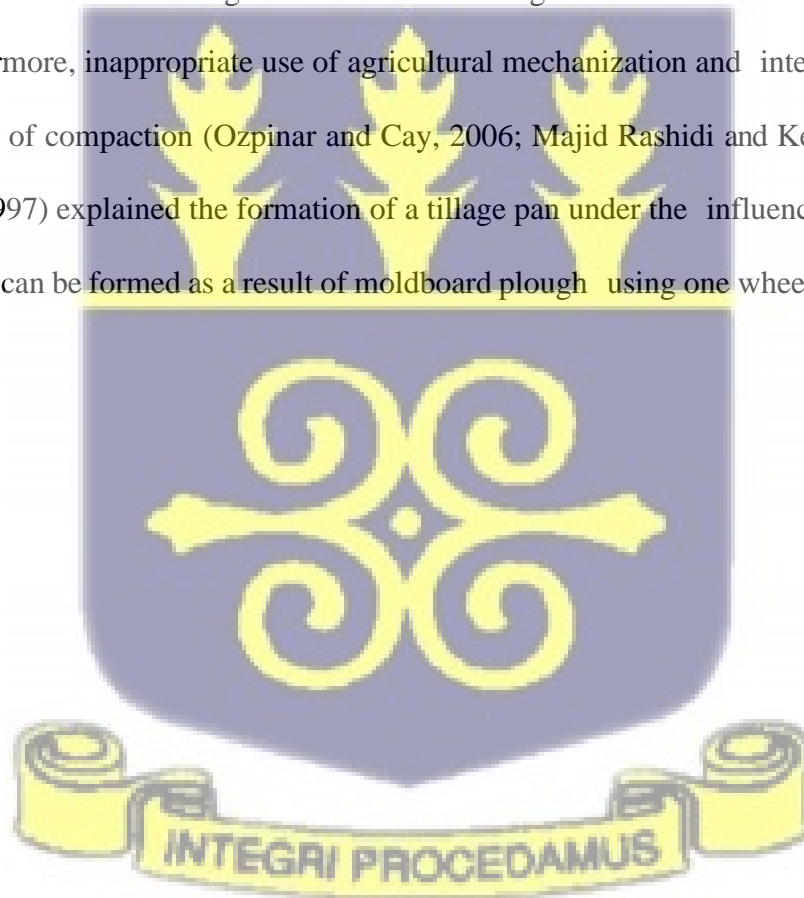 rmore, inappropriate use of agricultural mechanization and inte
of compaction (Ozpinar and Cay, 2006; Majid Rashidi and Ke
997) explained the formation of a tillage pan under the influenc
can be formed as a result of moldboard plough using one whee
INTEGRI PROCEDAMUS